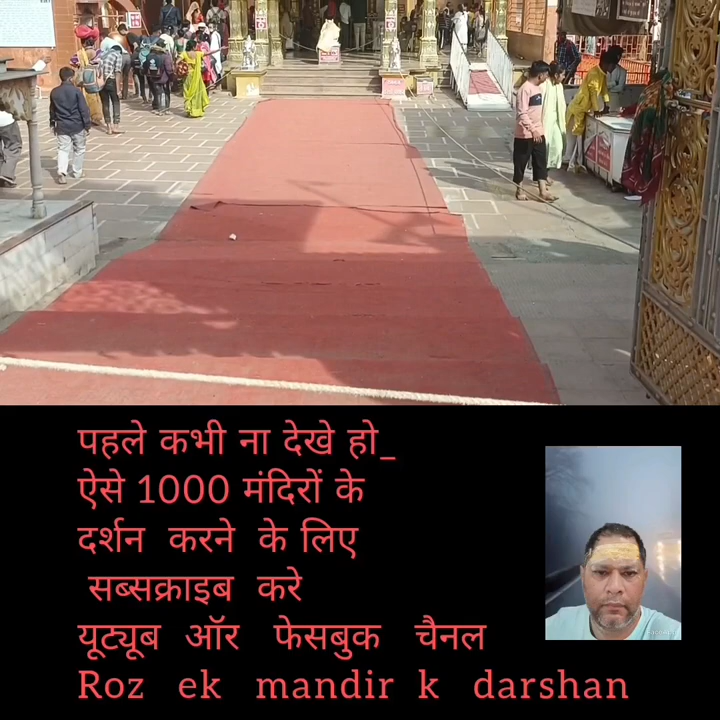 पहले कभी ना देखे हो_
ऐसे 1000 मंदिरों के
दर्शन करने के लिए
सब्सक्राइब करे
यूट्यूब ऑर फेसबुक चैनल
Roz ek mandir k darshan